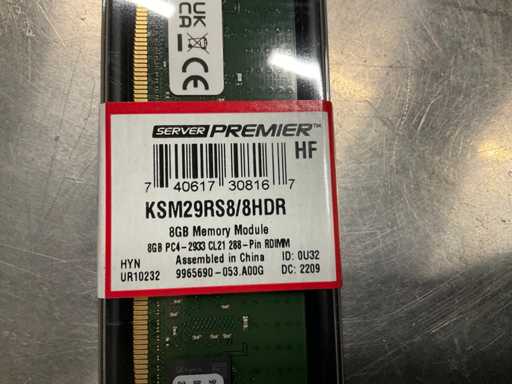 UK
CA
CE
SERVER PREMIER™
HF
7 40617 30816 7
KSM29RS8/8HDR
8GB Memory Module
8GB PC4-2933 CL21 288-Pin RDIMM
HYN Assembled in China ID: 0U32
UR10232 9965690-053.A00G DC: 2209